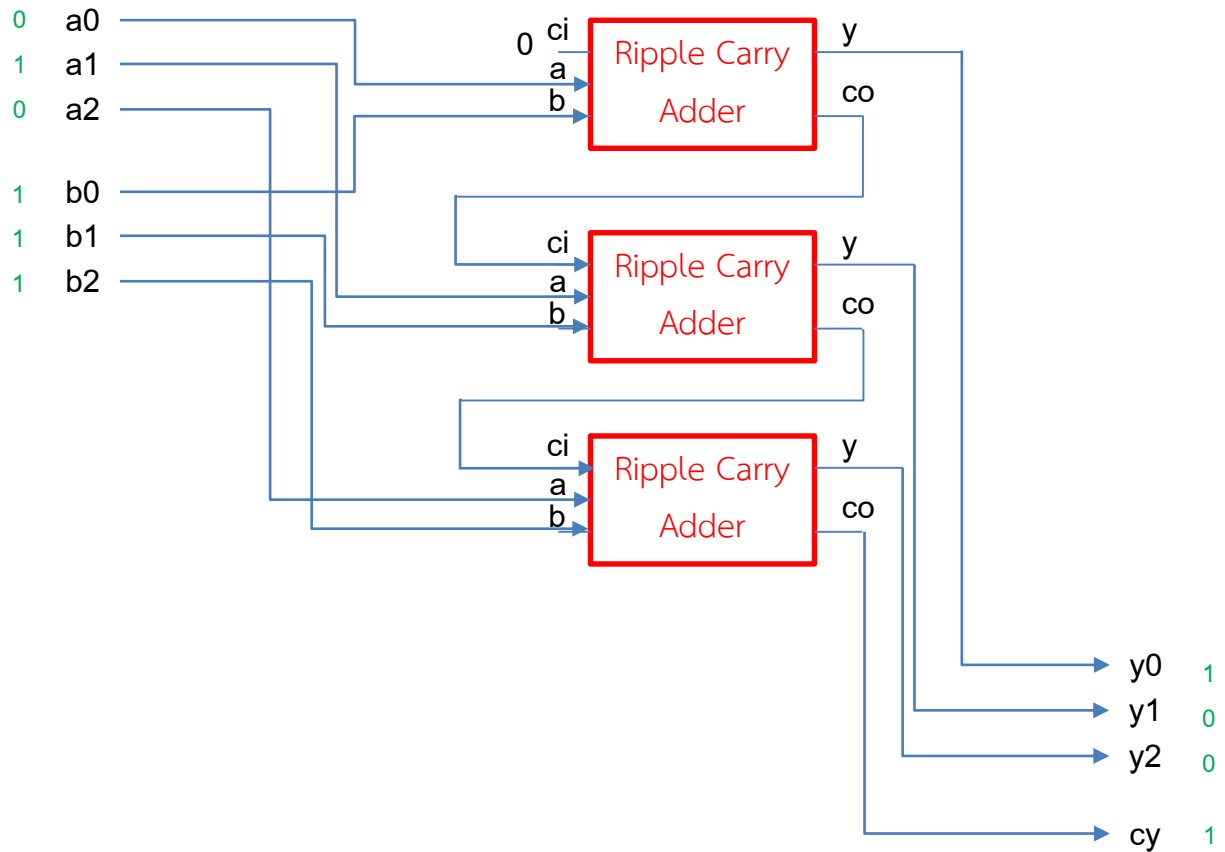 0 a0
1 a1
0 a2
1 b0
1 b1
1 b2
0 ci
a
b
Ripple Carry
Adder
y
co
ci
a
b
Ripple Carry
Adder
y
co
ci
a
b
Ripple Carry
Adder
y
co
y0 1
y1 0
y2 0
cy 1